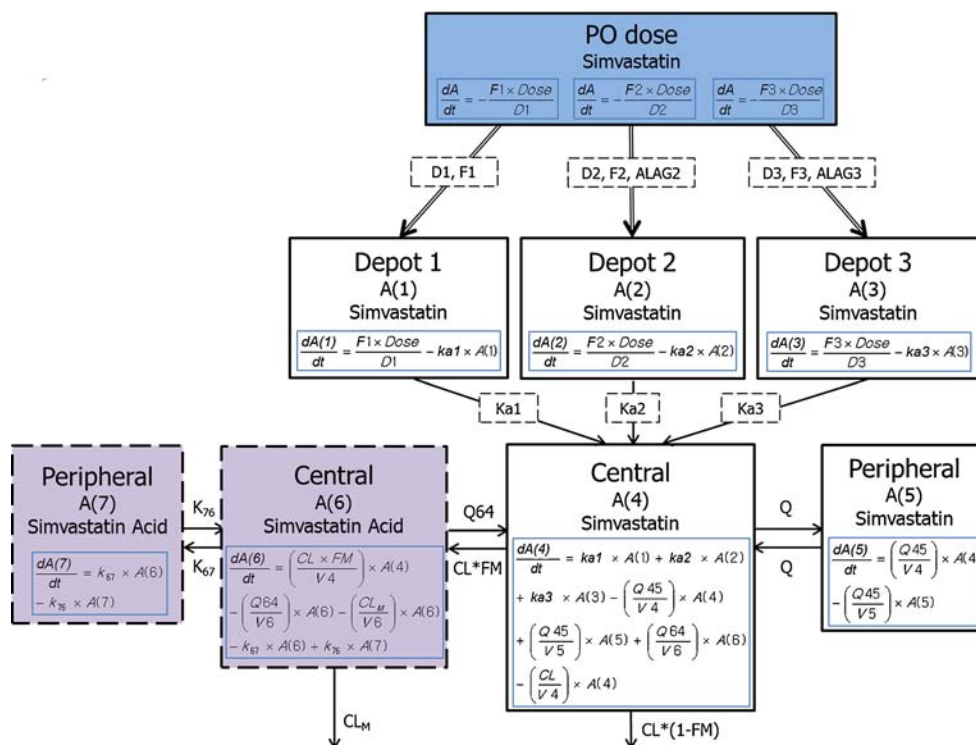 PO dose
Simvastatin
dA/dt = - F1 × Dose/D1
dA/dt = - F2 × Dose/D2
dA/dt = - F3 × Dose/D3
D1, F1
D2, F2, ALAG2
D3, F3, ALAG3
Depot 1
A(1)
Simvastatin
dA(1)/dt = F1 × Dose/D1 - ka1 × A(1)
Depot 2
A(2)
Simvastatin
dA(2)/dt = F2 × Dose/D2 - ka2 × A(2)
Depot 3
A(3)
Simvastatin
dA(3)/dt = F3 × Dose/D3 - ka3 × A(3)
Ka1
Ka2
Ka3
Peripheral
A(7)
Simvastatin Acid
dA(7)/dt = k67 × A(6)
- k76 × A(7)
K76
K67
Central
A(6)
Simvastatin Acid
dA(6)/dt = (CL × FM/V4) × A(4)
- (Q64/V6) × A(6) - (CLM/V6) × A(6)
- k67 × A(6) + k76 × A(7)
Q64
CL*FM
Central
A(4)
Simvastatin
dA(4)/dt = ka1 × A(1) + ka2 × A(2)
+ ka3 × A(3) - (Q45/V4) × A(4)
+ (Q45/V5) × A(5) + (Q64/V6) × A(6)
- (CL/V4) × A(4)
Q
Q
Peripheral
A(5)
Simvastatin
dA(5)/dt = (Q45/V4) × A(4
- (Q45/V5) × A(5)
CLM
CL*(1-FM)